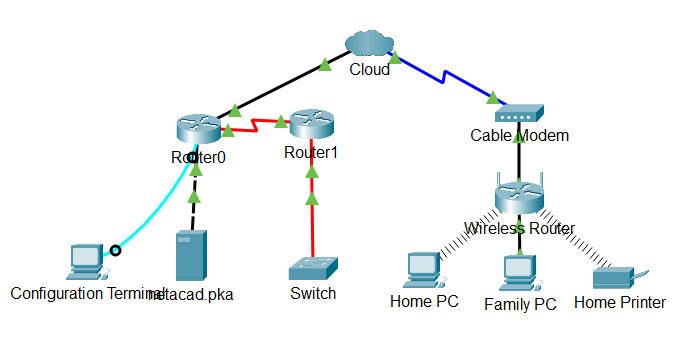 Cloud
Router0
Router1
Cable Modem
Wireless Router
Configuration Terminal
netacad.pka
Switch
Home PC
Family PC
Home Printer